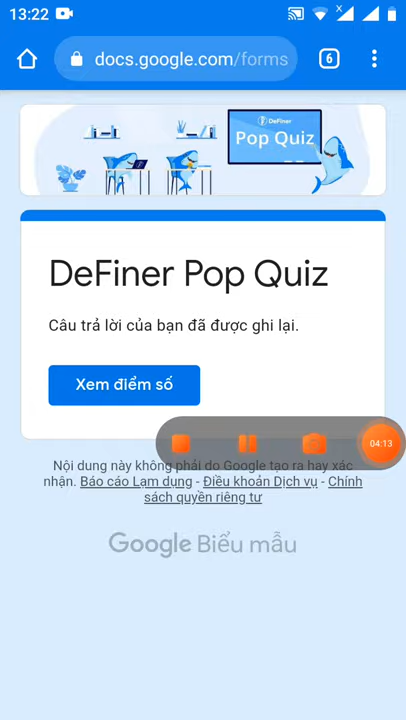 13:22
x
docs.google.com/forms
6
DeFiner
Pop Quiz
DeFiner Pop Quiz
Câu trả lời của bạn đã được ghi lại.
Xem điểm số
04:13
Nội dung này không phải do Google tạo ra hay xác
nhận. Báo cáo Lạm dụng - Điều khoản Dịch vụ - Chính
sách quyền riêng tư
Google Biểu mẫu